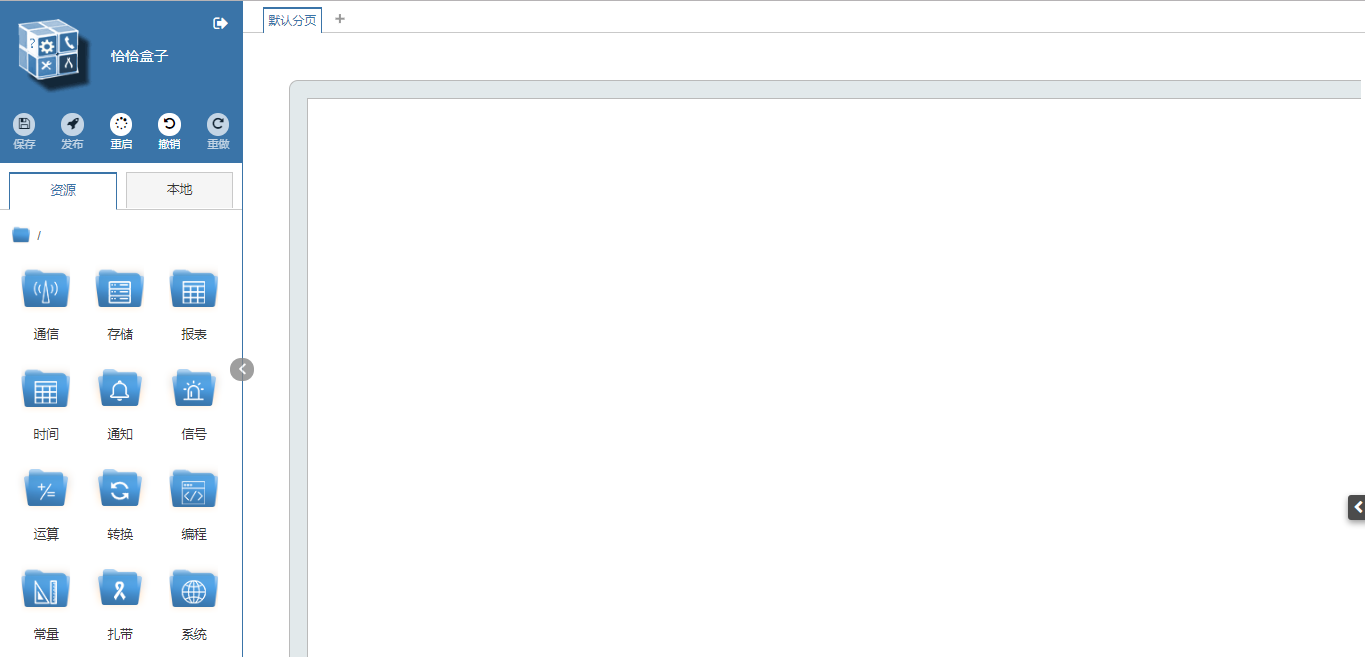 恰恰盒子
保存 发布 重启 撤销 重做
资源 本地
/
通信 存储 报表
时间 通知 信号
运算 转换 编程
常量 扎带 系统
默认分页 +